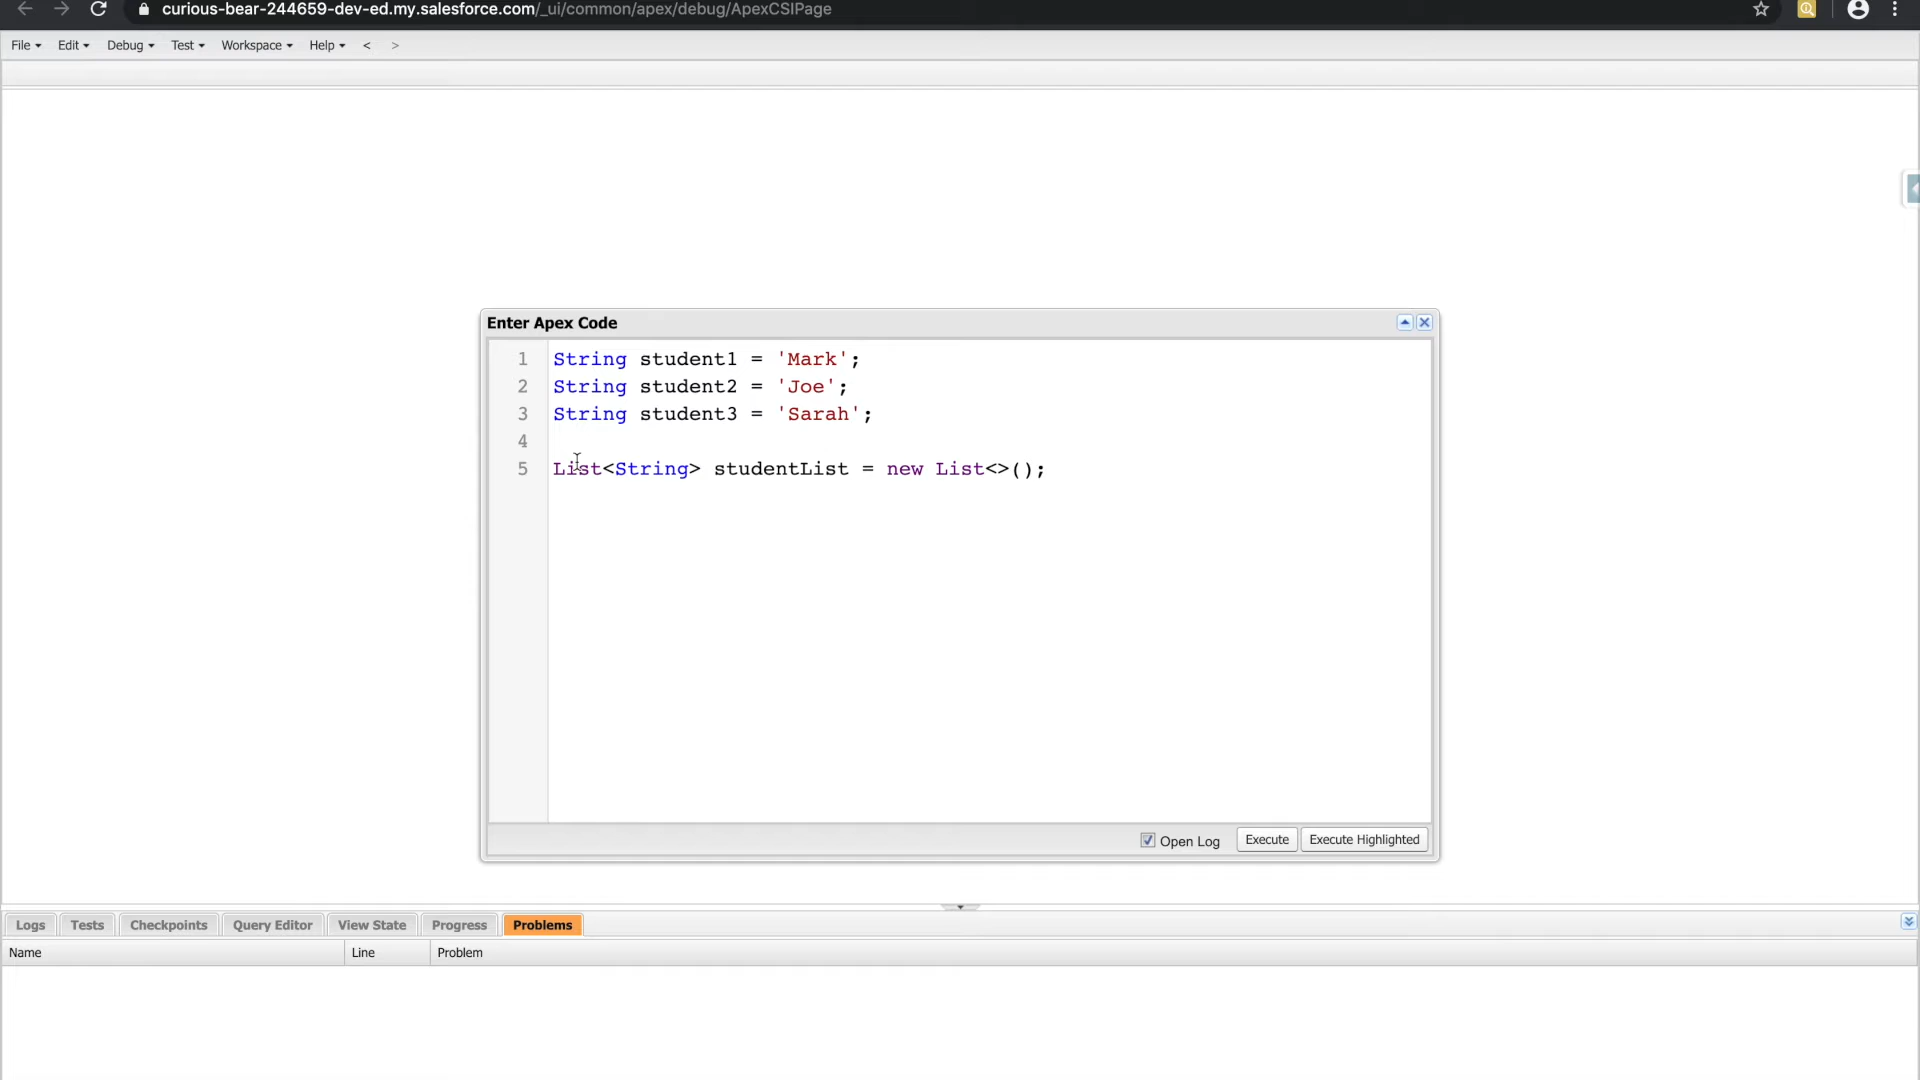 curious-bear-244659-dev-ed.my.salesforce.com/_ui/common/apex/debug/ApexCSIPage
File Edit Debug Test Workspace Help < >
Enter Apex Code
1 String student1 = 'Mark';
2 String student2 = 'Joe';
3 String student3 = 'Sarah';
4
5 List<String> studentList = new List<>();
Open Log Execute Execute Highlighted
Logs Tests Checkpoints Query Editor View State Progress Problems
Name Line Problem